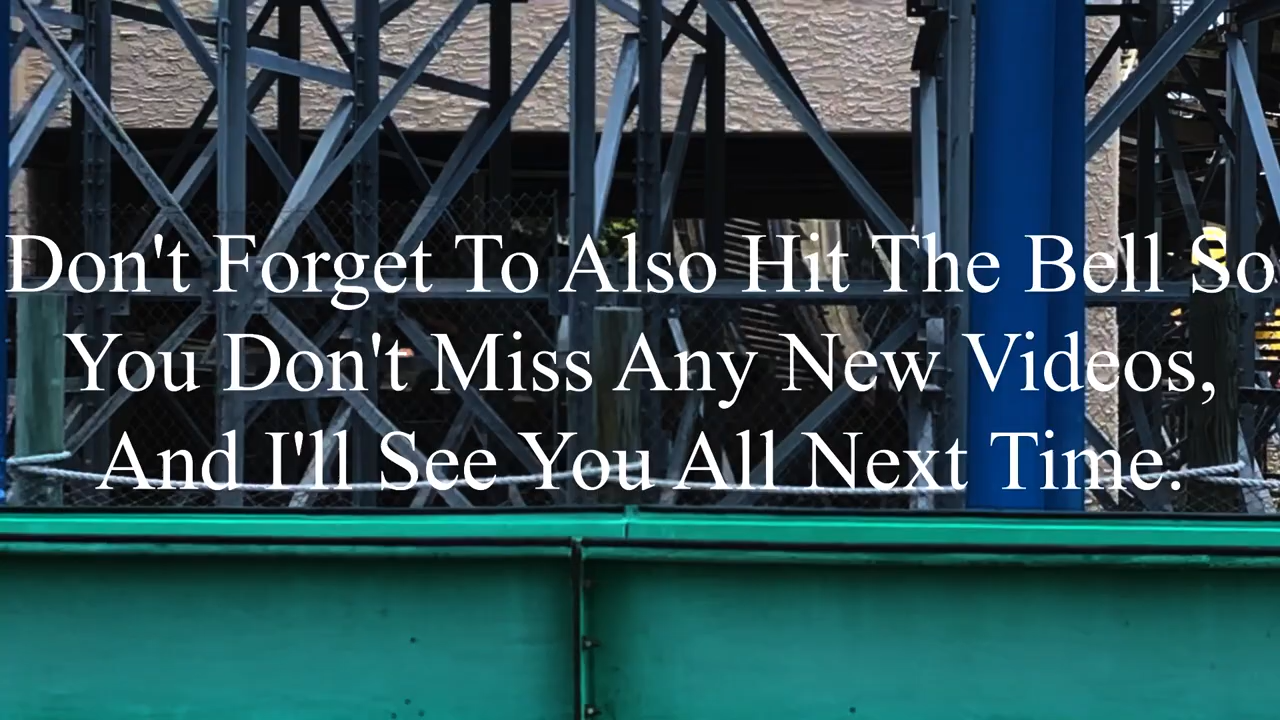 Don't Forget To Also Hit The Bell So
You Don't Miss Any New Videos,
And I'll See You All Next Time.